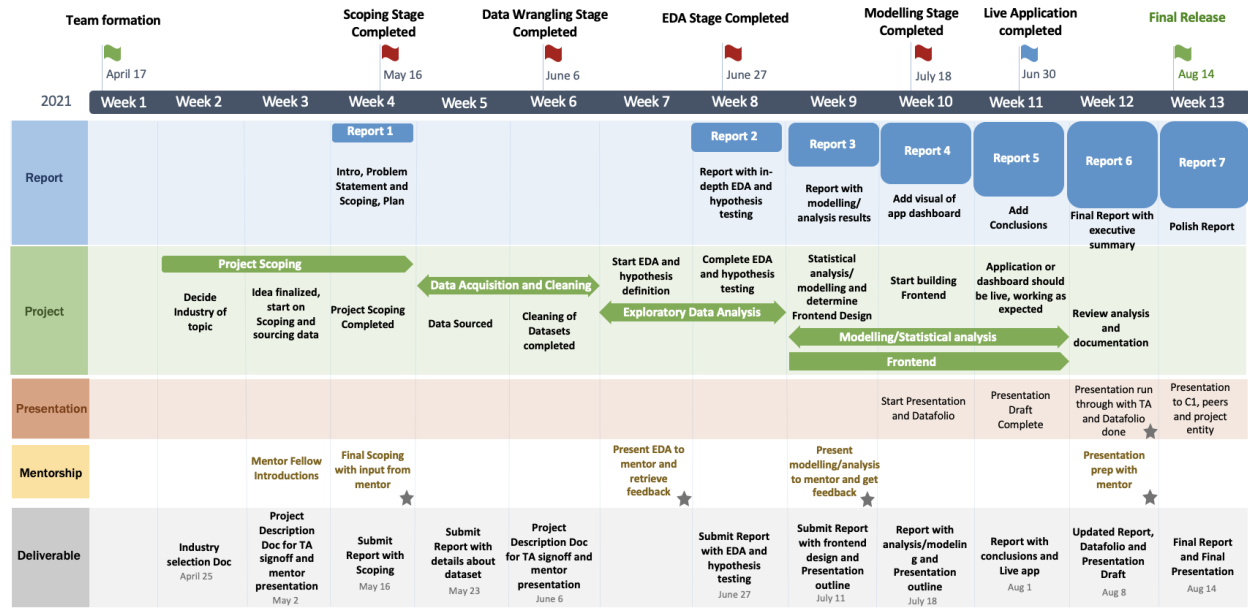 Team formation
April 17
Scoping Stage
Completed
May 16
Data Wrangling Stage
Completed
June 6
EDA Stage Completed
June 27
Modelling Stage
Completed
July 18
Live Application
completed
Jun 30
Final Release
Aug 14
2021
Week 1
Week 2
Week 3
Week 4
Week 5
Week 6
Week 7
Week 8
Week 9
Week 10
Week 11
Week 12
Week 13
Report
Report 1
Intro, Problem
Statement and
Scoping, Plan
Report 2
Report with in-
depth EDA and
hypothesis
testing
Report 3
Report with
modelling/
analysis results
Report 4
Add visual of
app dashboard
Report 5
Add
Conclusions
Report 6
Final Report with
executive
summary
Report 7
Polish Report
Project
Project Scoping
Decide
Industry of
topic
Idea finalized,
start on
Scoping and
sourcing data
Project Scoping
Completed
Data Acquisition and Cleaning
Data Sourced
Cleaning of
Datasets
completed
Start EDA and
hypothesis
definition
Complete EDA
and hypothesis
testing
Exploratory Data Analysis
Statistical
analysis/
modelling and
determine
Frontend Design
Start building
Frontend
Application or
dashboard should
be live, working as
expected
Modelling/Statistical analysis
Frontend
Review analysis
and
documentation
Presentation
Start Presentation
and Datafolio
Presentation
Draft
Complete
Presentation run
through with TA
and Datafolio
done
Presentation
to C1, peers
and project
entity
Mentorship
Mentor Fellow
Introductions
Final Scoping
with input from
mentor
Present EDA to
mentor and
retrieve
feedback
Present
modelling/analysis
to mentor and get
feedback
Presentation
prep with
mentor
Deliverable
Industry
selection Doc
April 25
Project
Description
Doc for TA
signoff and
mentor
presentation
May 2
Submit
Report with
Scoping
May 16
Submit
Report with
details about
dataset
May 23
Project
Description Doc
for TA signoff and
mentor
presentation
June 6
Submit Report
with EDA and
hypothesis
testing
June 27
Submit Report
with frontend
design and
Presentation
outline
July 11
Report with
analysis/modelin
g and
Presentation
outline
July 18
Report with
conclusions and
Live app
Aug 1
Updated Report,
Datafolio and
Presentation
Draft
Aug 8
Final Report
and Final
Presentation
Aug 14